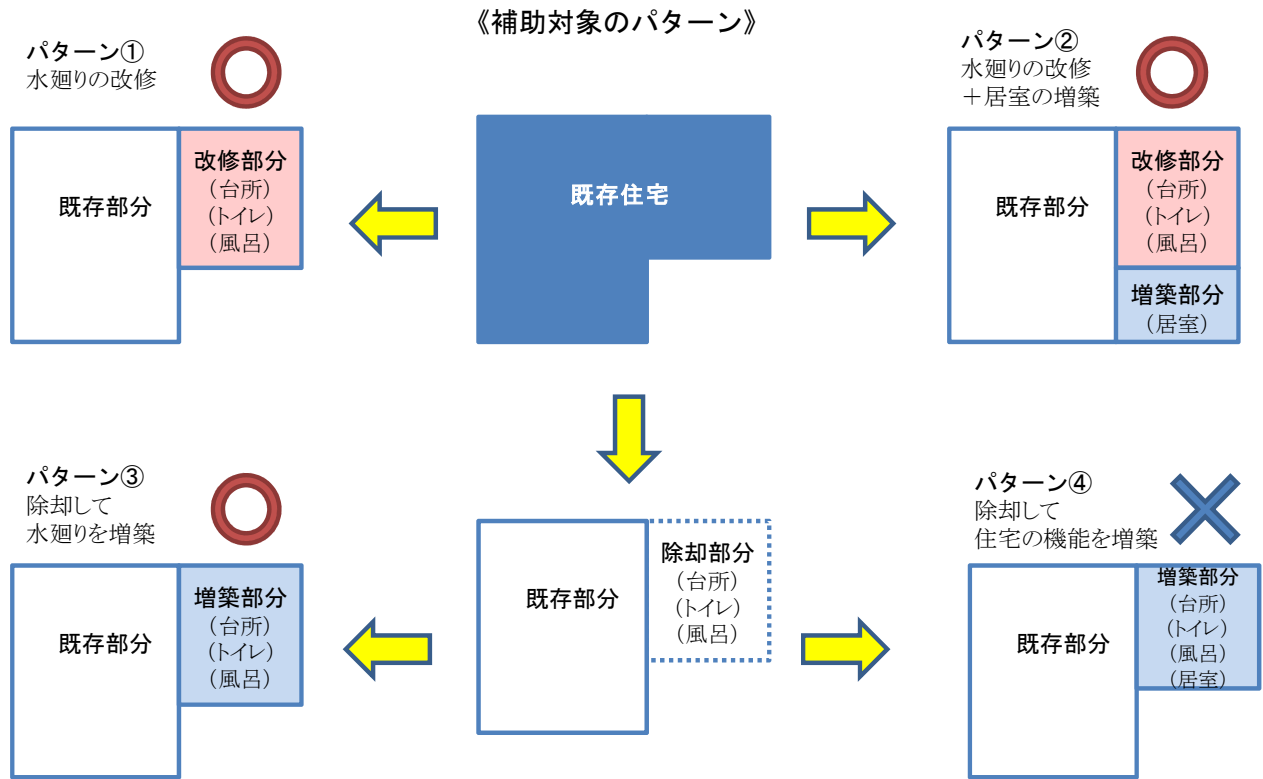 《補助対象のパターン》
パターン①
水廻りの改修
既存部分
改修部分
（台所）
（トイレ）
（風呂）
既存住宅
パターン②
水廻りの改修
＋居室の増築
既存部分
改修部分
（台所）
（トイレ）
（風呂）
増築部分
（居室）
パターン③
除却して
水廻りを増築
既存部分
増築部分
（台所）
（トイレ）
（風呂）
既存部分
除却部分
（台所）
（トイレ）
（風呂）
パターン④
除却して
住宅の機能を増築
既存部分
増築部分
（台所）
（トイレ）
（風呂）
（居室）